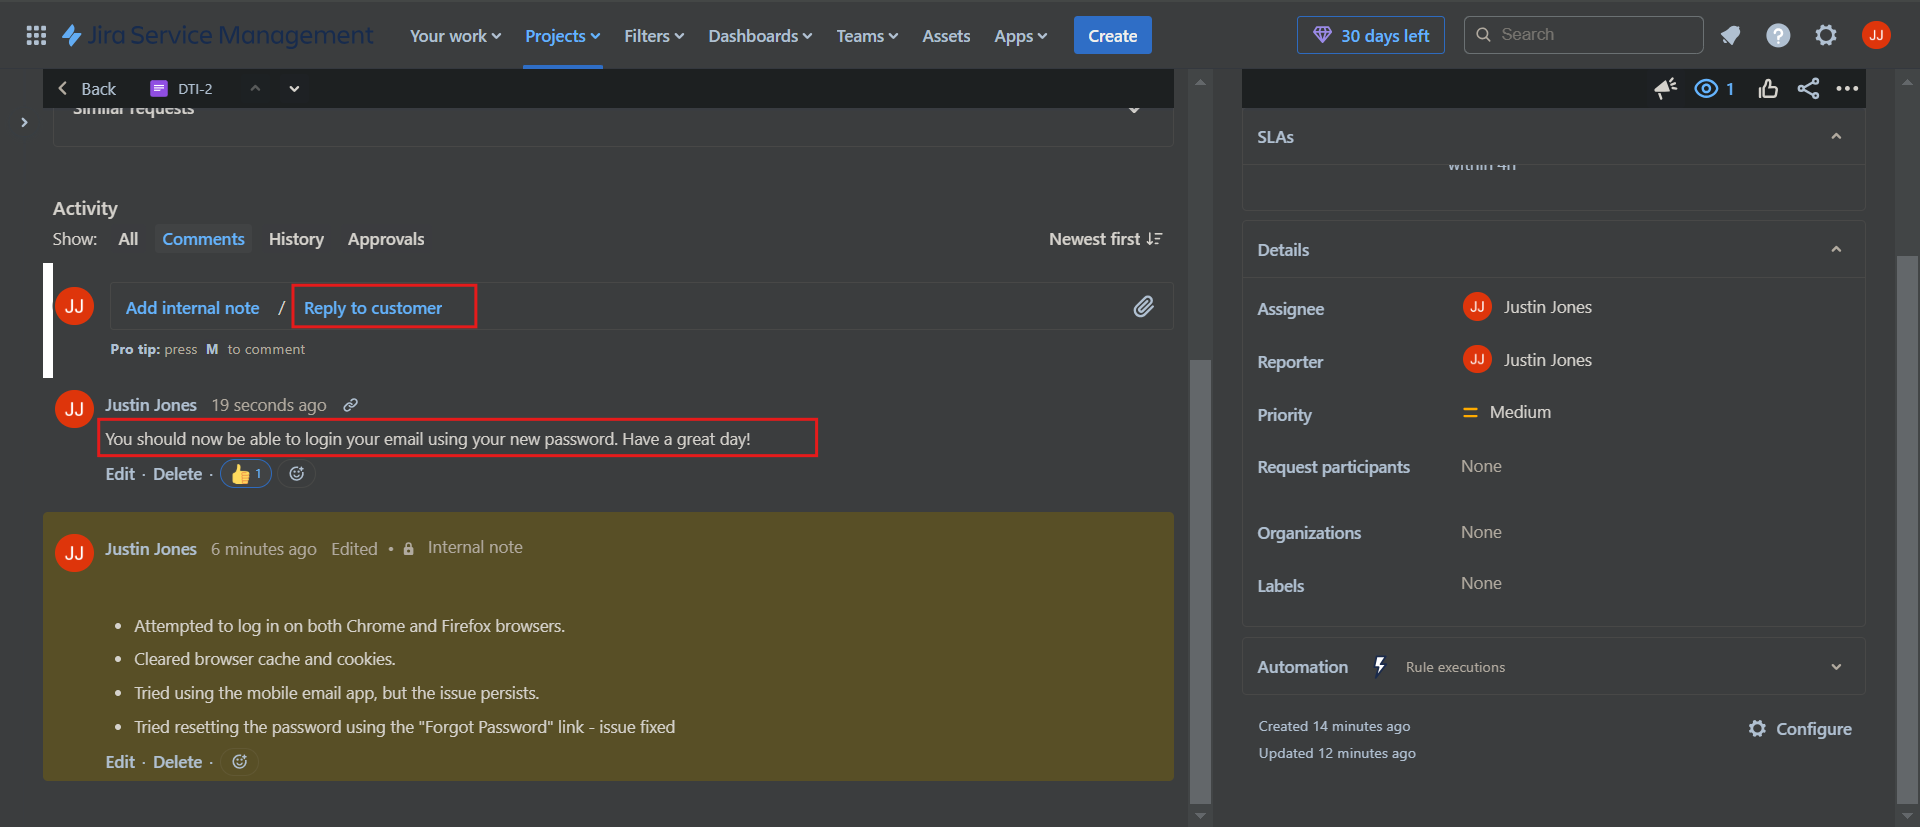 Jira Service Management
Your work
Projects
Filters
Dashboards
Teams
Assets
Apps
Create
30 days left
Search
JJ
Back
DTI-2
1
Similar requests
Activity
Show:
All
Comments
History
Approvals
Newest first
JJ
Add internal note / Reply to customer
Pro tip: press M to comment
JJ
Justin Jones 19 seconds ago
You should now be able to login your email using your new password. Have a great day!
Edit · Delete · 1
JJ
Justin Jones 6 minutes ago Edited • Internal note
• Attempted to log in on both Chrome and Firefox browsers.
• Cleared browser cache and cookies.
• Tried using the mobile email app, but the issue persists.
• Tried resetting the password using the "Forgot Password" link - issue fixed
Edit · Delete ·
SLAs
within 4h
Details
Assignee JJ Justin Jones
Reporter JJ Justin Jones
Priority Medium
Request participants None
Organizations None
Labels None
Automation Rule executions
Created 14 minutes ago
Updated 12 minutes ago
Configure